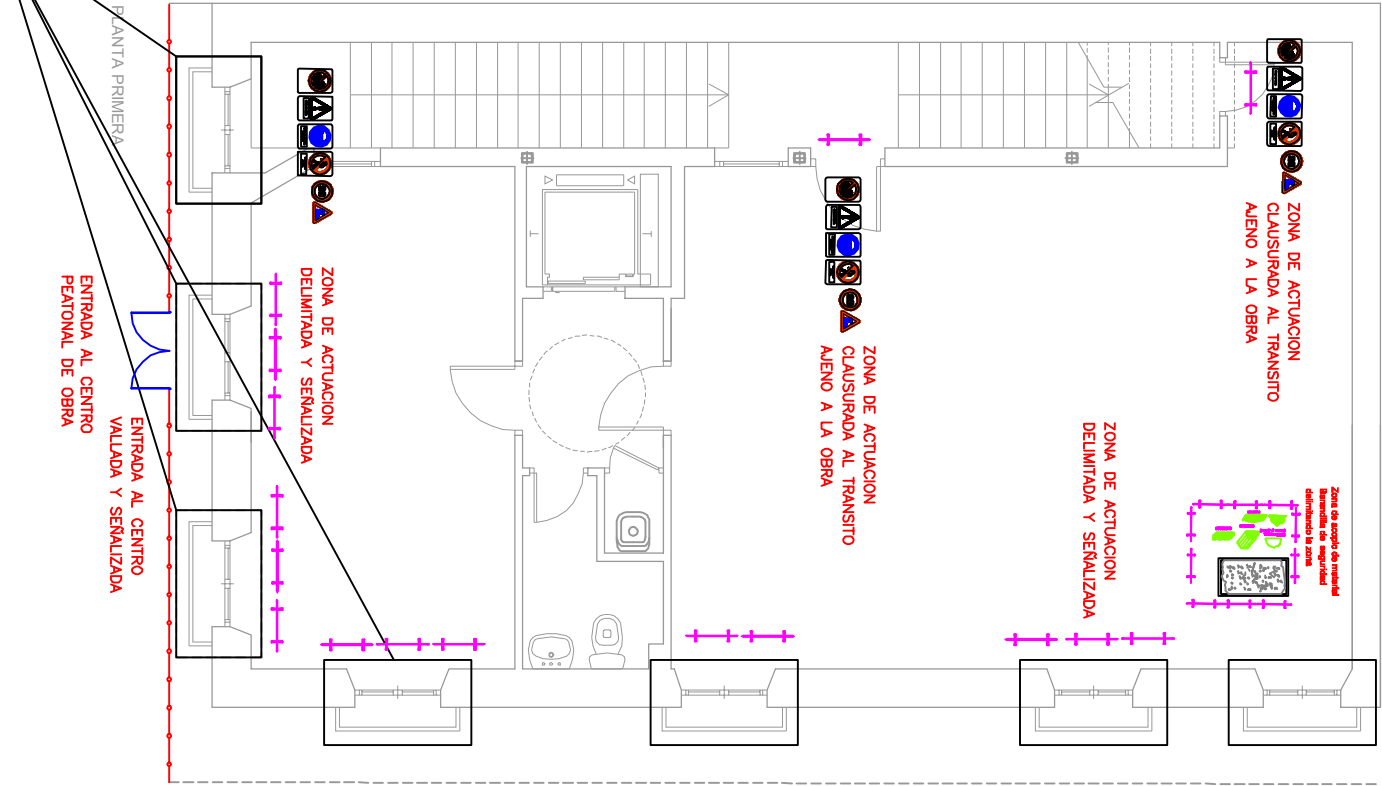 PLANTA PRIMERA
ZONA DE ACTUACION
CLAUSURADA AL TRANSITO
AJENO A LA OBRA
ZONA DE ACTUACION
DELIMITADA Y SEÑALIZADA
ENTRADA AL CENTRO
PEATONAL DE OBRA
ENTRADA AL CENTRO
VALLADA Y SEÑALIZADA
ZONA DE ACTUACION
CLAUSURADA AL TRANSITO
AJENO A LA OBRA
ZONA DE ACTUACION
DELIMITADA Y SEÑALIZADA
Zona de acopio de material
Barandilla de seguridad
delimitando la zona